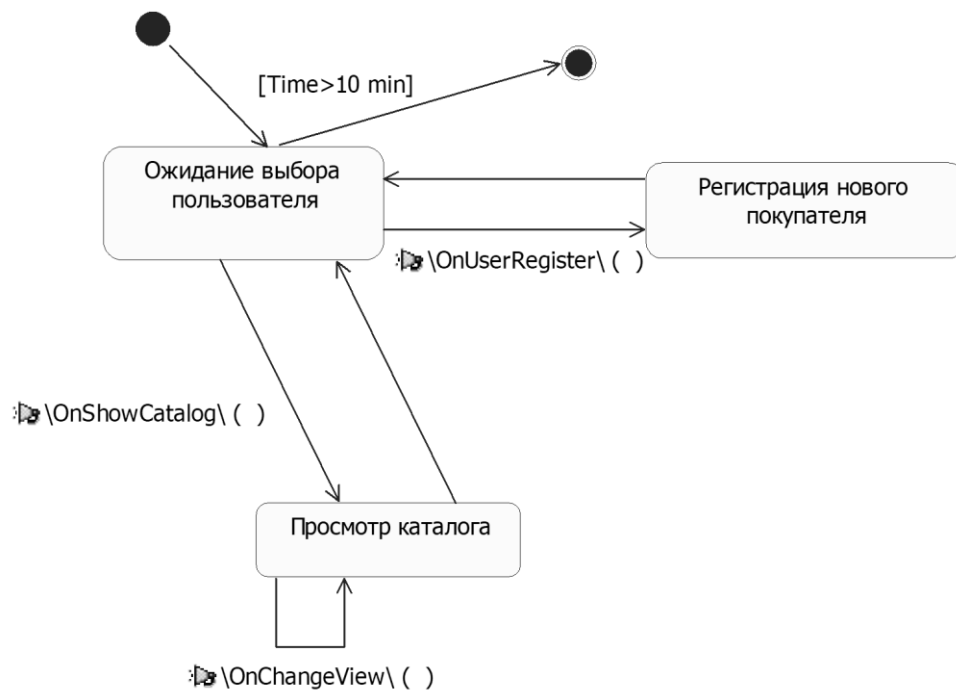 [Time>10 min]
Ожидание выбора
пользователя
Регистрация нового
покупателя
\OnUserRegister\ ( )
\OnShowCatalog\ ( )
Просмотр каталога
\OnChangeView\ ( )